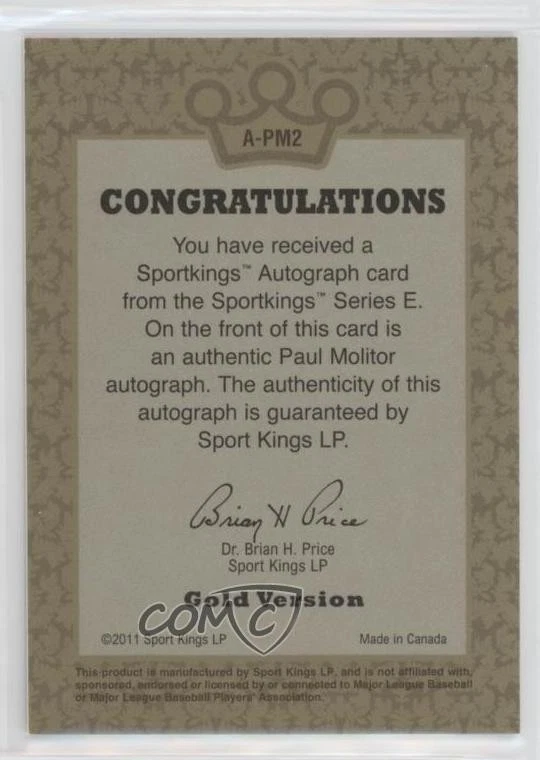 A-PM2
CONGRATULATIONS
You have received a
Sportkings™ Autograph card
from the Sportkings™ Series E.
On the front of this card is
an authentic Paul Molitor
autograph. The authenticity of this
autograph is guaranteed by
Sport Kings LP.
Brian H Price
Dr. Brian H. Price
Sport Kings LP
Gold Version
COMC
©2011 Sport Kings LP Made in Canada
This product is manufactured by Sport Kings LP, and is not affiliated with,
sponsored, endorsed or licensed by or connected to Major League Baseball
or Major League Baseball Players' Association.